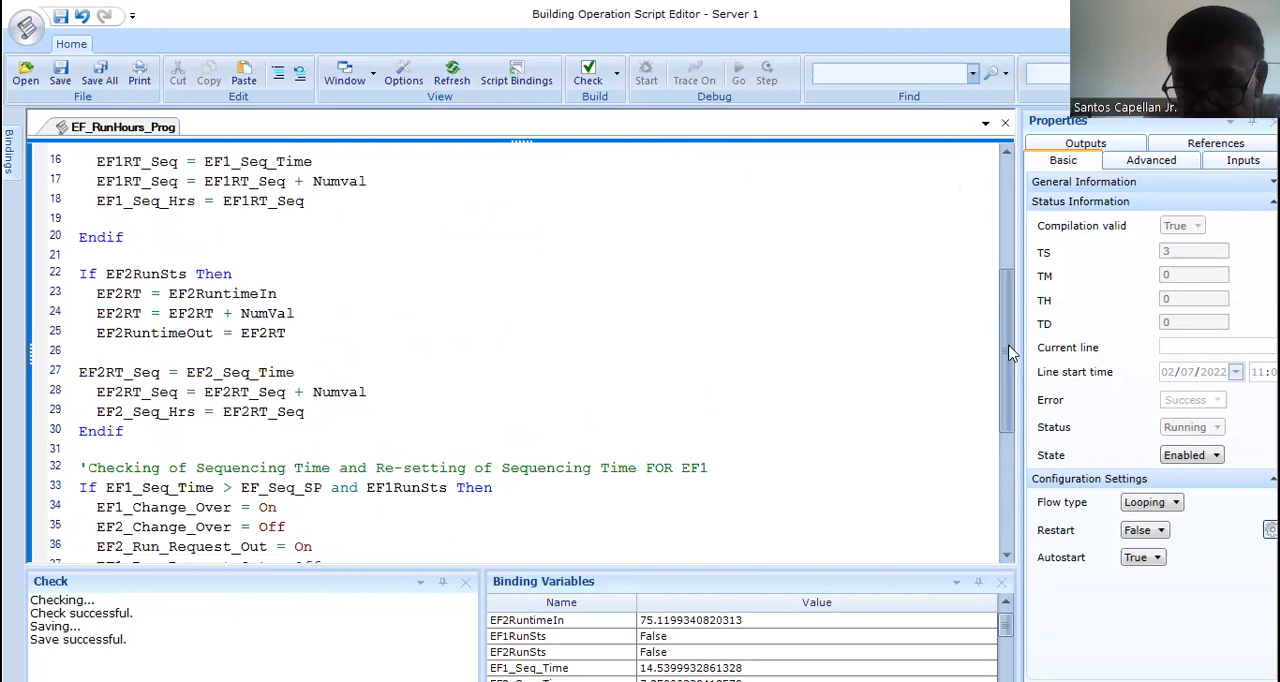 Building Operation Script Editor - Server 1
Home
Open Save Save All Print Cut Copy Paste Window Options Refresh Script Bindings Check Start Trace On Go Step
File Edit View Build Debug Find
Santos Capellan Jr.
Bindings
EF_RunHours_Prog
16 EF1RT_Seq = EF1_Seq_Time
17 EF1RT_Seq = EF1RT_Seq + Numval
18 EF1_Seq_Hrs = EF1RT_Seq
19
20 Endif
21
22 If EF2RunSts Then
23 EF2RT = EF2RuntimeIn
24 EF2RT = EF2RT + NumVal
25 EF2RuntimeOut = EF2RT
26
27 EF2RT_Seq = EF2_Seq_Time
28 EF2RT_Seq = EF2RT_Seq + Numval
29 EF2_Seq_Hrs = EF2RT_Seq
30 Endif
31
32 'Checking of Sequencing Time and Re-setting of Sequencing Time FOR EF1
33 If EF1_Seq_Time > EF_Seq_SP and EF1RunSts Then
34 EF1_Change_Over = On
35 EF2_Change_Over = Off
36 EF2_Run_Request_Out = On
Properties
Outputs References
Basic Advanced Inputs
General Information
Status Information
Compilation valid True
TS 3
TM 0
TH 0
TD 0
Current line
Line start time 02/07/2022
Error Success
Status Running
State Enabled
Configuration Settings
Flow type Looping
Restart False
Autostart True
Check
Checking...
Check successful.
Saving...
Save successful.
Binding Variables
Name Value
EF2RuntimeIn 75.1199340820313
EF1RunSts False
EF2RunSts False
EF1_Seq_Time 14.5399932861328